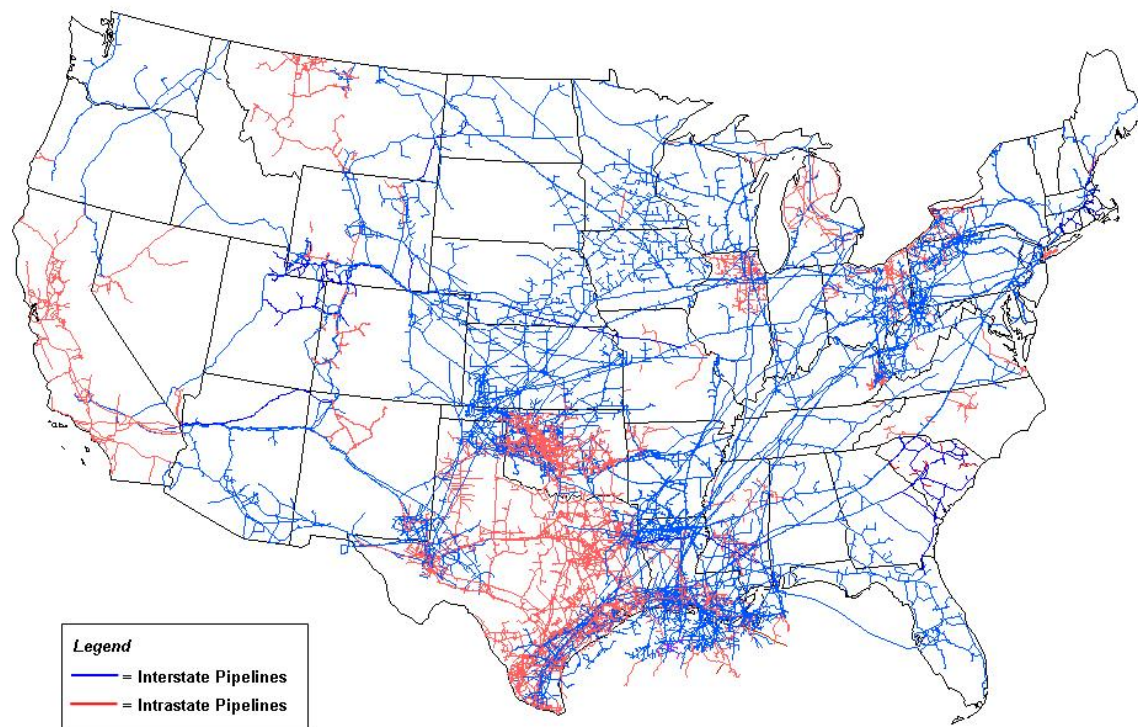 Legend
= Interstate Pipelines
= Intrastate Pipelines